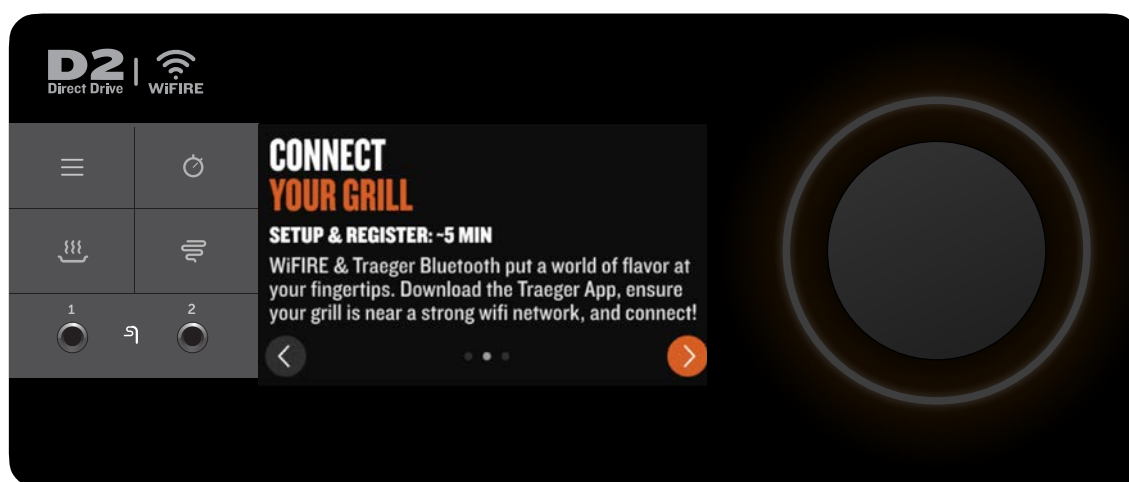 D2
Direct Drive
WiFIRE
CONNECT
YOUR GRILL
SETUP & REGISTER: ~5 MIN
WiFIRE & Traeger Bluetooth put a world of flavor at
your fingertips. Download the Traeger App, ensure
your grill is near a strong wifi network, and connect!
1
2